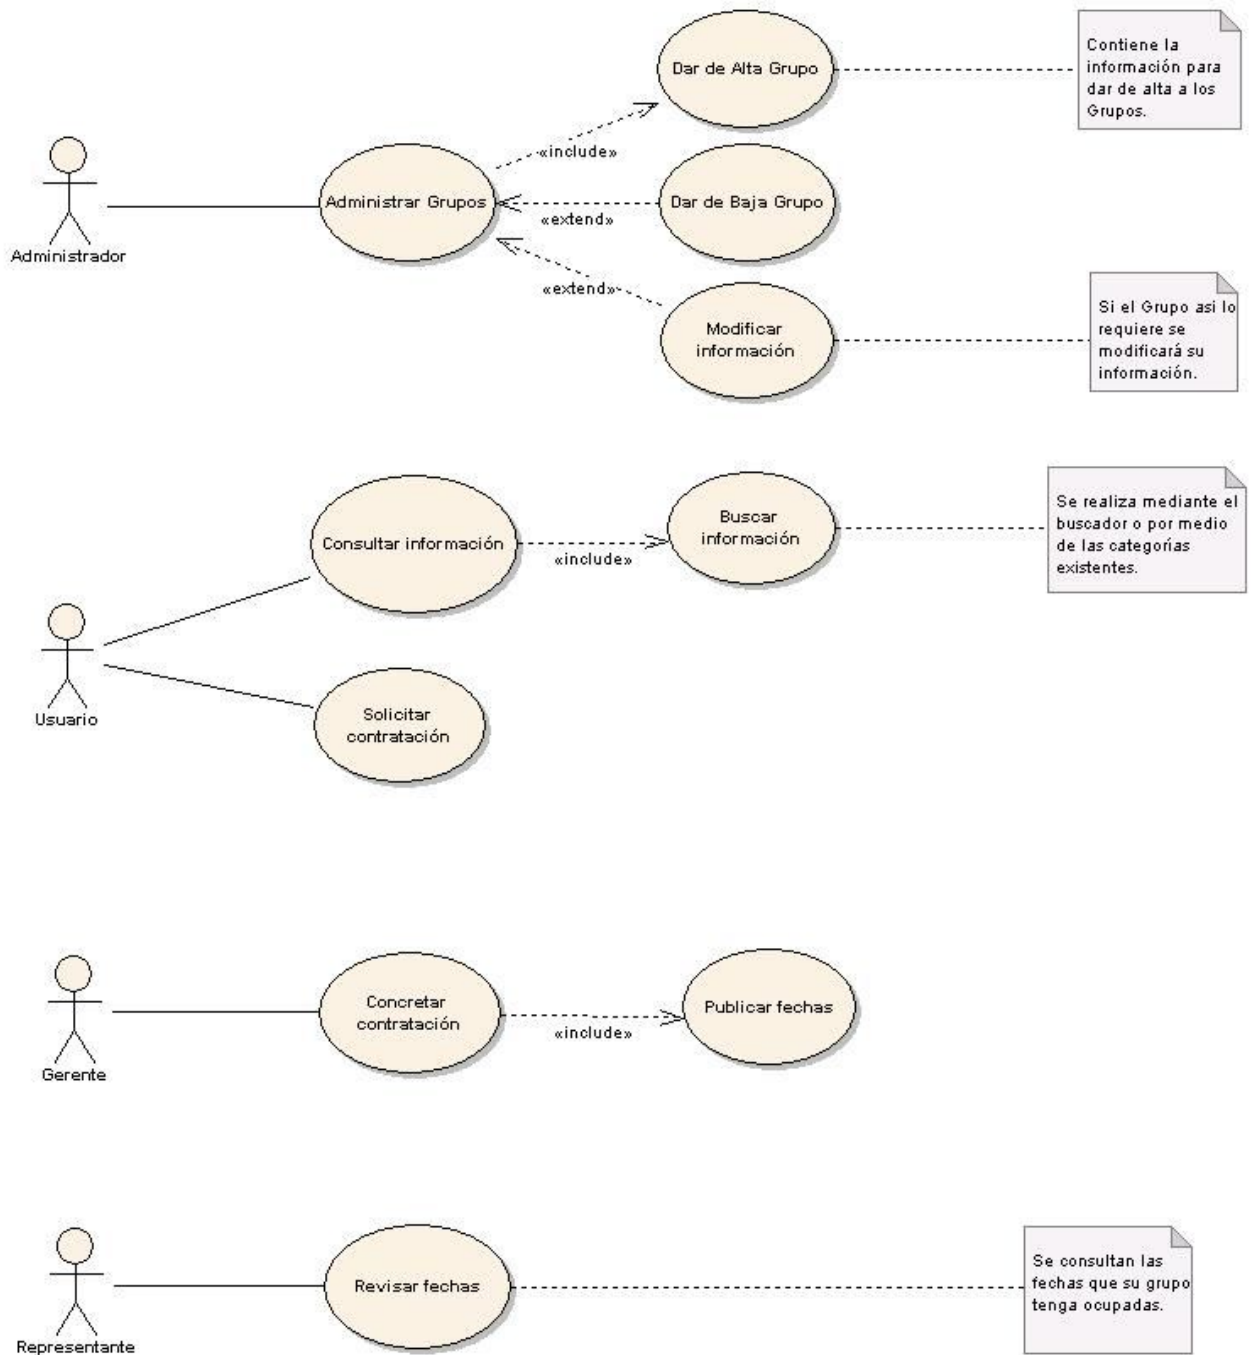 Dar de Alta Grupo
Contiene la
información para
dar de alta a los
Grupos.
«include»
Administrador
Administrar Grupos
Dar de Baja Grupo
«extend»
«extend»
Modificar
información
Si el Grupo asi lo
requiere se
modificará su
información.
Consultar información
«include»
Buscar
información
Se realiza mediante el
buscador o por medio
de las categorías
existentes.
Usuario
Solicitar
contratación
Gerente
Concretar
contratación
«include»
Publicar fechas
Representante
Revisar fechas
Se consultan las
fechas que su grupo
tenga ocupadas.